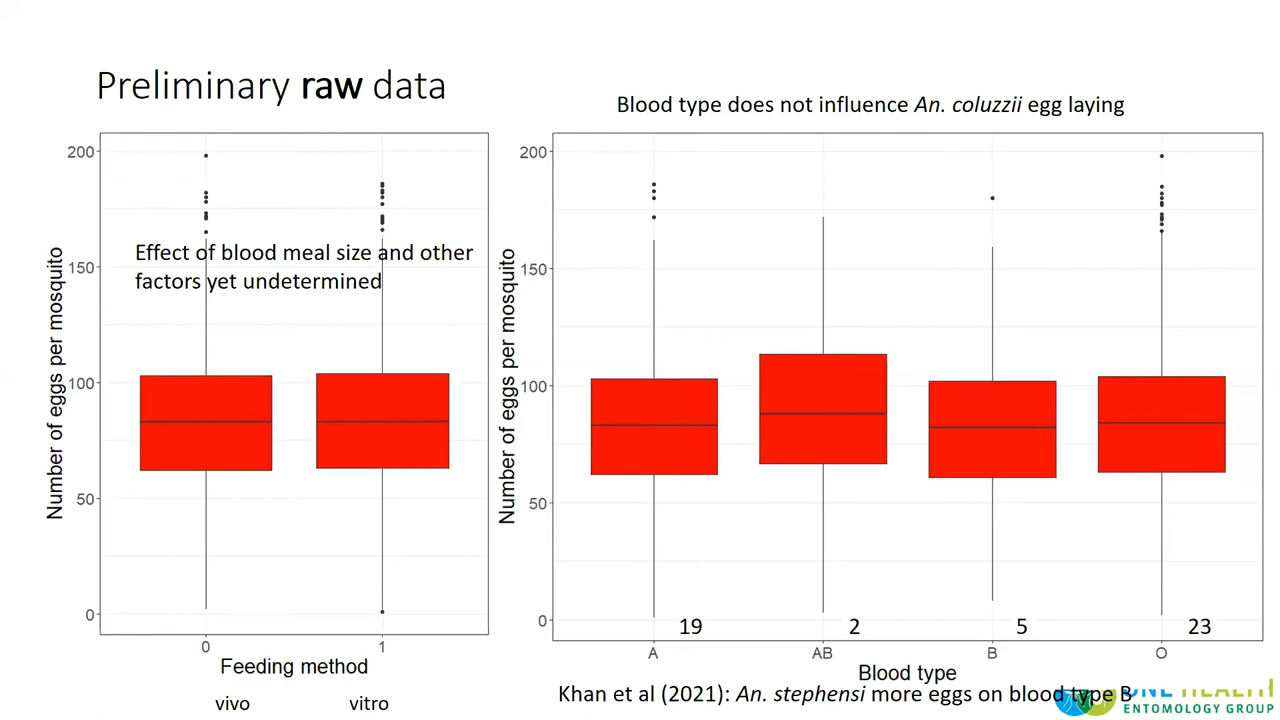 Preliminary raw data
Blood type does not influence An. coluzzii egg laying
Effect of blood meal size and other
factors yet undetermined
Number of eggs per mosquito
200
150
100
50
0
0
1
Feeding method
vivo
vitro
Number of eggs per mosquito
200
150
100
50
0
19
2
5
23
A
AB
B
O
Blood type
Khan et al (2021): An. stephensi more eggs on blood type B
ONE HEALTH
ENTOMOLOGY GROUP